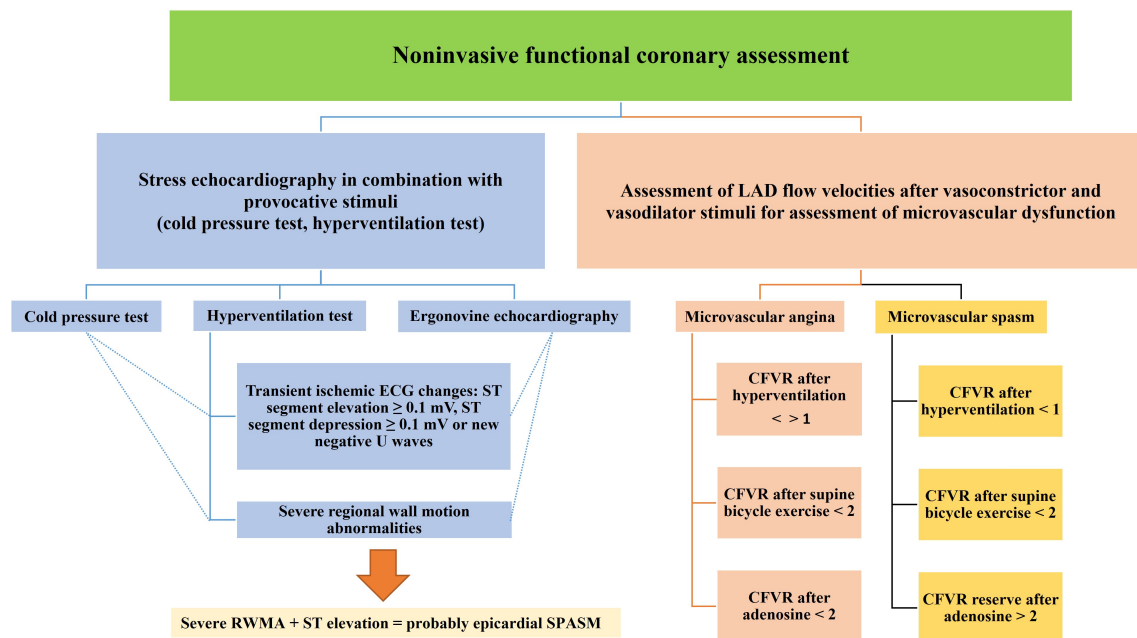 Noninvasive functional coronary assessment
Stress echocardiography in combination with
provocative stimuli
(cold pressure test, hyperventilation test)
Assessment of LAD flow velocities after vasoconstrictor and
vasodilator stimuli for assessment of microvascular dysfunction
Cold pressure test
Hyperventilation test
Ergonovine echocardiography
Transient ischemic ECG changes: ST
segment elevation ≥ 0.1 mV, ST
segment depression ≥ 0.1 mV or new
negative U waves
Severe regional wall motion
abnormalities
Severe RWMA + ST elevation = probably epicardial SPASM
Microvascular angina
CFVR after
hyperventilation
< > 1
CFVR after supine
bicycle exercise < 2
CFVR after
adenosine < 2
Microvascular spasm
CFVR after
hyperventilation < 1
CFVR after supine
bicycle exercise < 2
CFVR reserve after
adenosine > 2